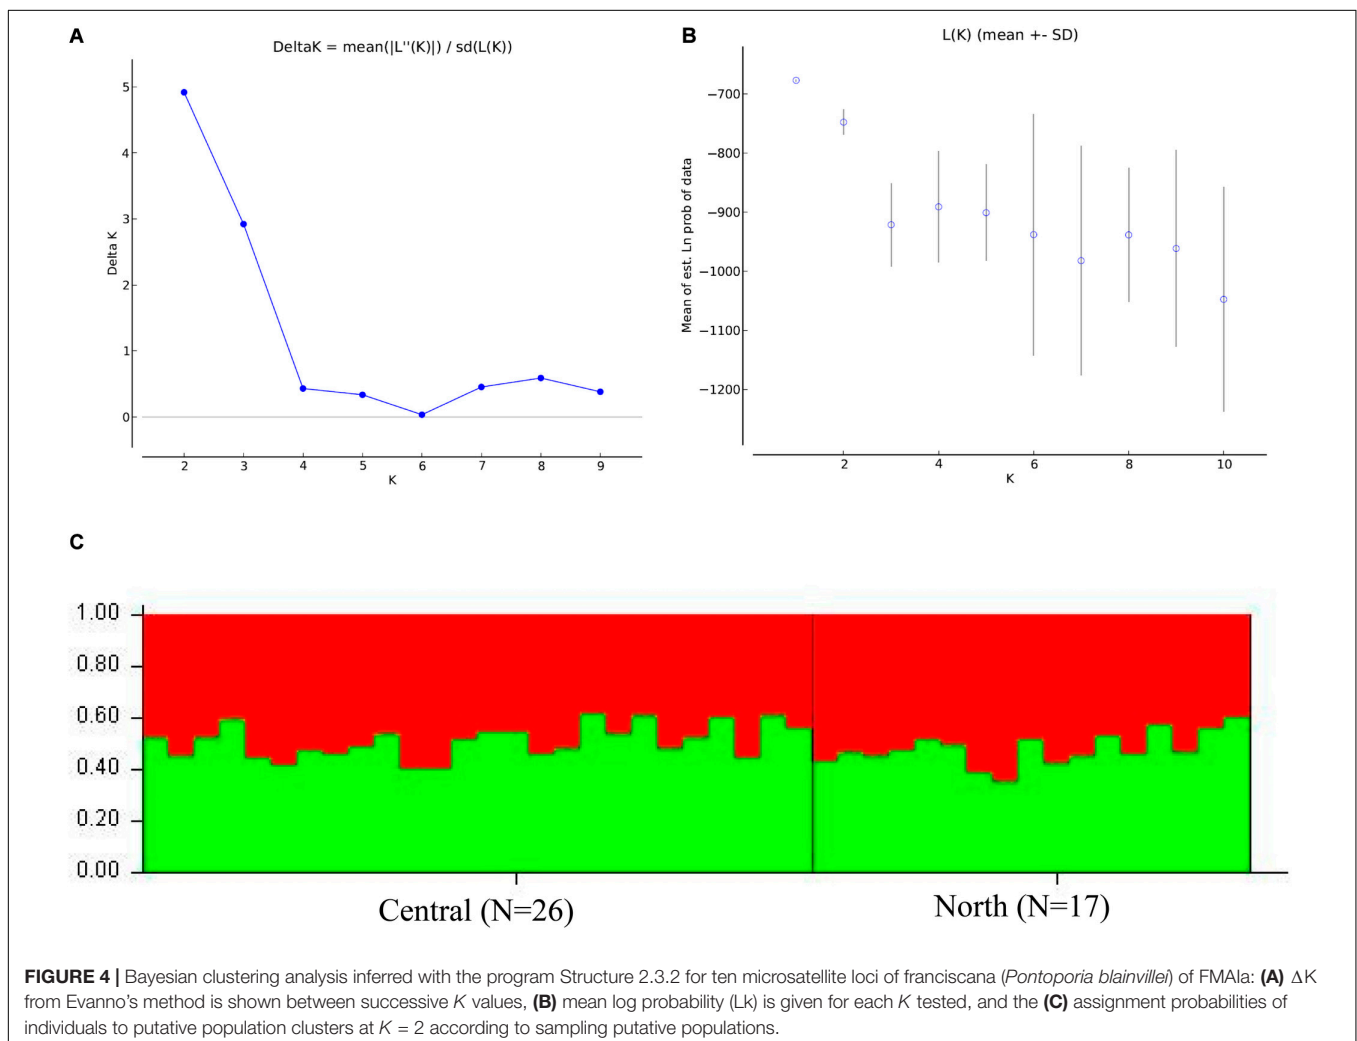 A
DeltaK = mean(|L''(K)|) / sd(L(K))
5
4
3
2
1
0
Delta K
2 3 4 5 6 7 8 9
K
B
L(K) (mean +- SD)
−700
−800
−900
−1000
−1100
−1200
Mean of est. Ln prob of data
2 4 6 8 10
K
C
1.00
0.80
0.60
0.40
0.20
0.00
Central (N=26) North (N=17)
FIGURE 4 | Bayesian clustering analysis inferred with the program Structure 2.3.2 for ten microsatellite loci of franciscana (Pontoporia blainvillei) of FMAIa: (A) ΔK
from Evanno's method is shown between successive K values, (B) mean log probability (Lk) is given for each K tested, and the (C) assignment probabilities of
individuals to putative population clusters at K = 2 according to sampling putative populations.